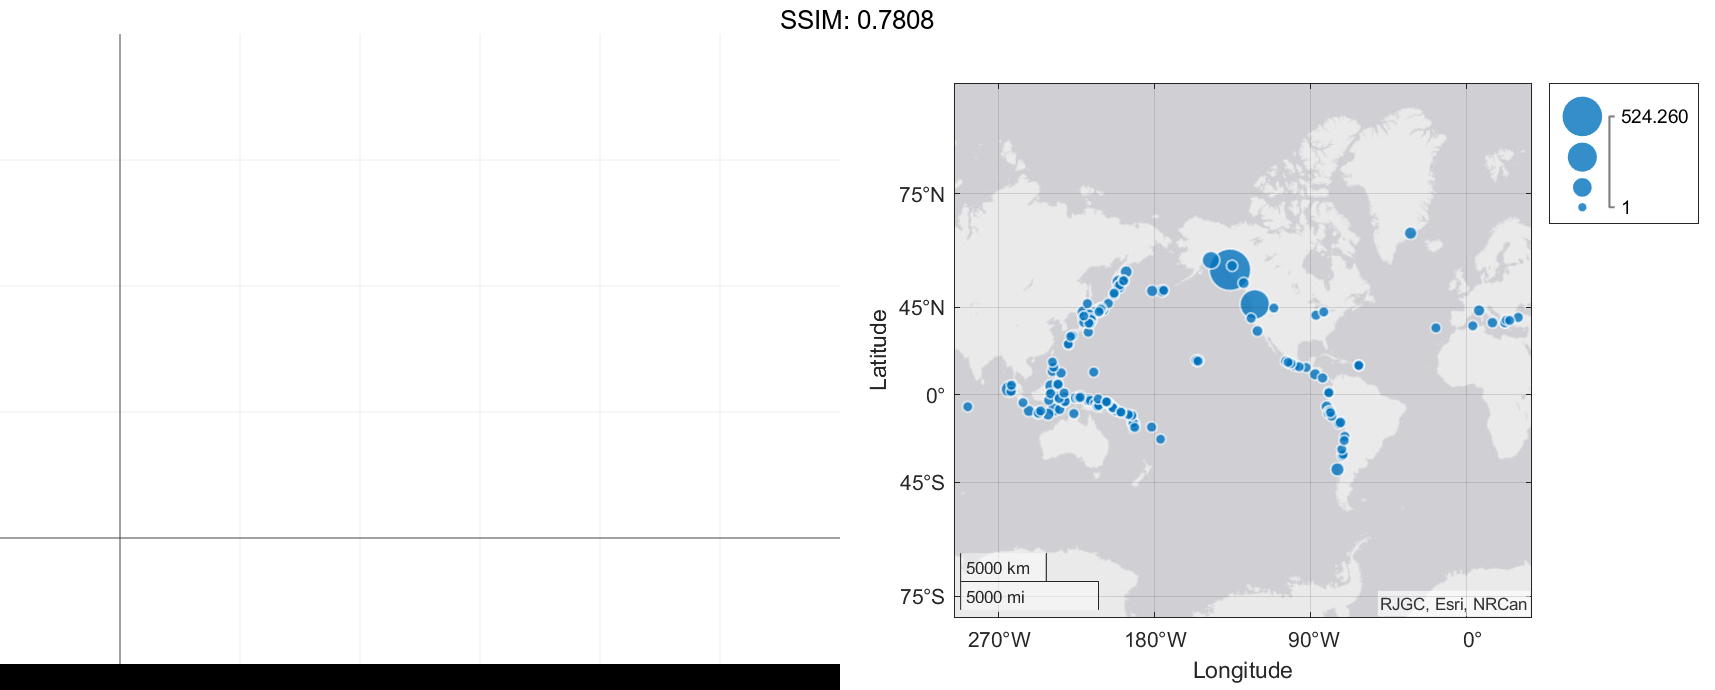 SSIM: 0.7808
524.260
1
75°N
45°N
0°
45°S
75°S
Latitude
5000 km
5000 mi
RJGC, Esri, NRCan
270°W 180°W 90°W 0°
Longitude